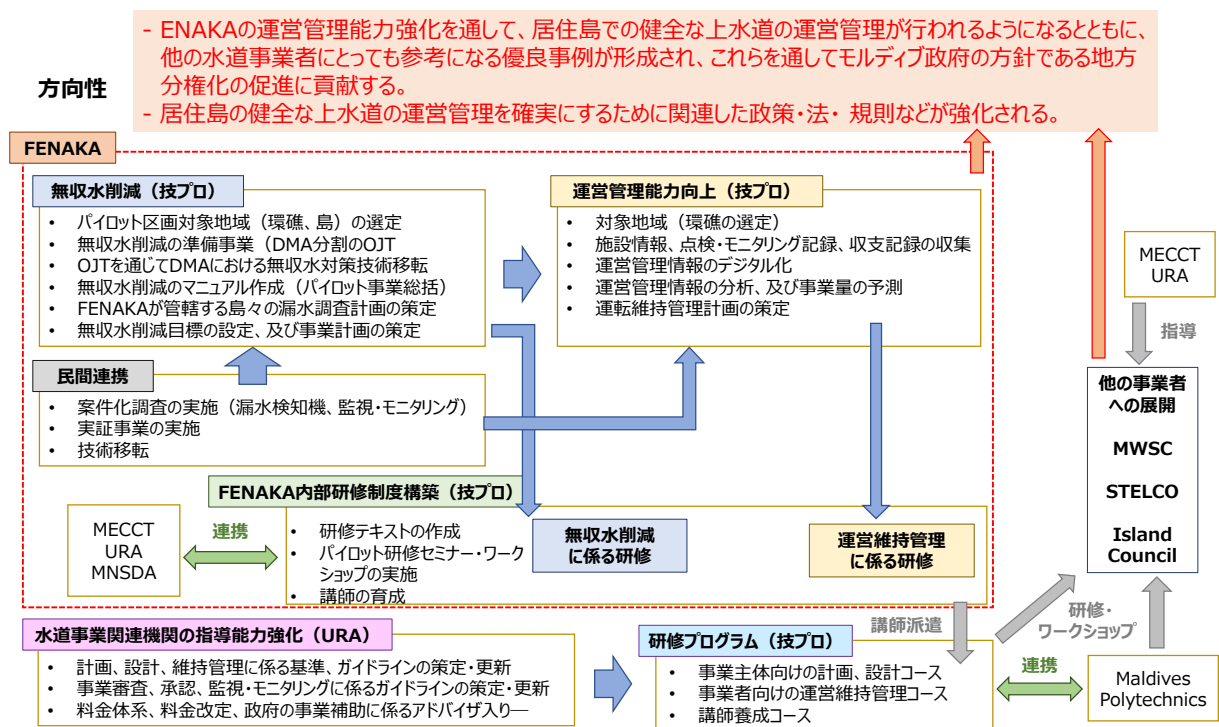 - ENAKAの運営管理能力強化を通して、居住島での健全な上水道の運営管理が行われるようになるとともに、
他の水道事業者にとっても参考になる優良事例が形成され、これらを通してモルディブ政府の方針である地方
分権化の促進に貢献する。
- 居住島の健全な上水道の運営管理を確実にするために関連した政策・法・ 規則などが強化される。
方向性
FENAKA
無収水削減（技プロ）
• パイロット区画対象地域（環礁、島）の選定
• 無収水削減の準備事業（DMA分割のOJT
• OJTを通じてDMAにおける無収水対策技術移転
• 無収水削減のマニュアル作成（パイロット事業総括）
• FENAKAが管轄する島々の漏水調査計画の策定
• 無収水削減目標の設定、及び事業計画の策定
運営管理能力向上（技プロ）
• 対象地域（環礁の選定）
• 施設情報、点検・モニタリング記録、収支記録の収集
• 運営管理情報のデジタル化
• 運営管理情報の分析、及び事業量の予測
• 運転維持管理計画の策定
MECCT
URA
指導
民間連携
• 案件化調査の実施（漏水検知機、監視・モニタリング）
• 実証事業の実施
• 技術移転
他の事業者
への展開
MWSC
STELCO
Island
Council
FENAKA内部研修制度構築（技プロ）
MECCT
URA
MNSDA
連携
• 研修テキストの作成
• パイロット研修セミナー・ワーク
ショップの実施
• 講師の育成
無収水削減
に係る研修
運営維持管理
に係る研修
講師派遣
研修・
ワークショップ
水道事業関連機関の指導能力強化（URA）
• 計画、設計、維持管理に係る基準、ガイドラインの策定・更新
• 事業審査、承認、監視・モニタリングに係るガイドラインの策定・更新
• 料金体系、料金改定、政府の事業補助に係るアドバイザ入り―
研修プログラム（技プロ）
• 事業主体向けの計画、設計コース
• 事業者向けの運営維持管理コース
• 講師養成コース
連携
Maldives
Polytechnics